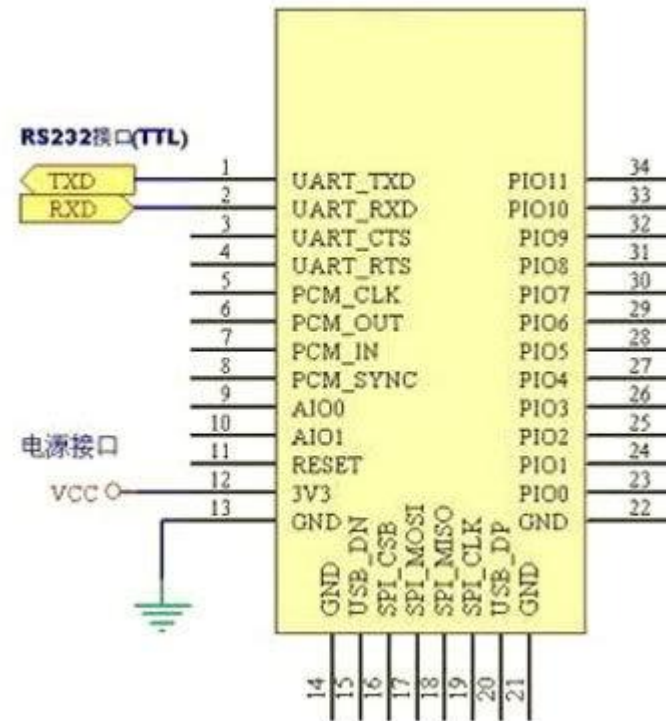 RS232接口(TTL)
TXD
RXD
电源接口
VCC
1 UART_TXD
2 UART_RXD
3 UART_CTS
4 UART_RTS
5 PCM_CLK
6 PCM_OUT
7 PCM_IN
8 PCM_SYNC
9 AIO0
10 AIO1
11 RESET
12 3V3
13 GND
14 GND
15 USB_DN
16 SPI_CSB
17 SPI_MOSI
18 SPI_MISO
19 SPI_CLK
20 USB_DP
21 GND
PIO11 34
PIO10 33
PIO9 32
PIO8 31
PIO7 30
PIO6 29
PIO5 28
PIO4 27
PIO3 26
PIO2 25
PIO1 24
PIO0 23
GND 22